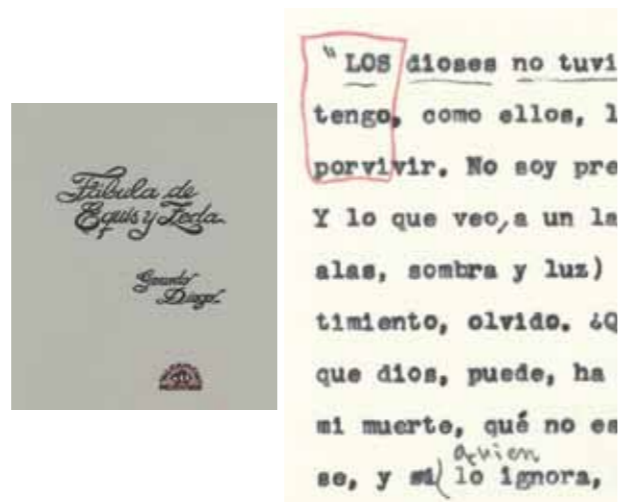 Fábula de
Equis y Zeda
Gerardo
Diego
"LOS dioses no tuvi
tengo, como ellos, l
porvivir. No soy pre
Y lo que veo, a un la
alas, sombra y luz)
timiento, olvido. ¿Q
que dios, puede, ha
mi muerte, qué no es
quien
se, y lo ignora,